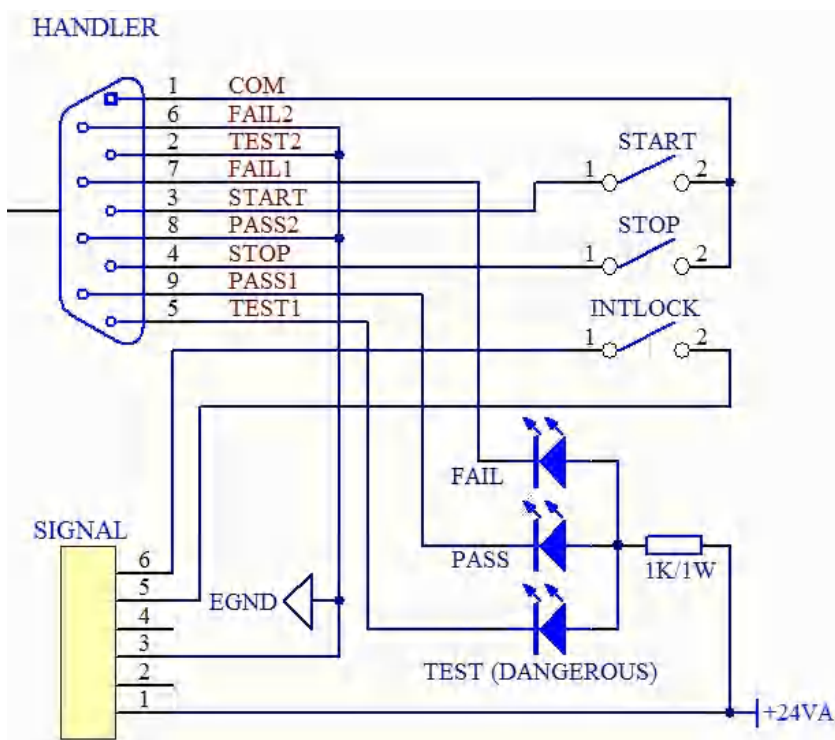 HANDLER
1 COM
6 FAIL2
2 TEST2
7 FAIL1
3 START
8 PASS2
4 STOP
9 PASS1
5 TEST1
START
1 2
STOP
1 2
INTLOCK
1 2
FAIL
PASS
1K/1W
TEST (DANGEROUS)
+24VA
EGND
SIGNAL
6
5
4
3
2
1